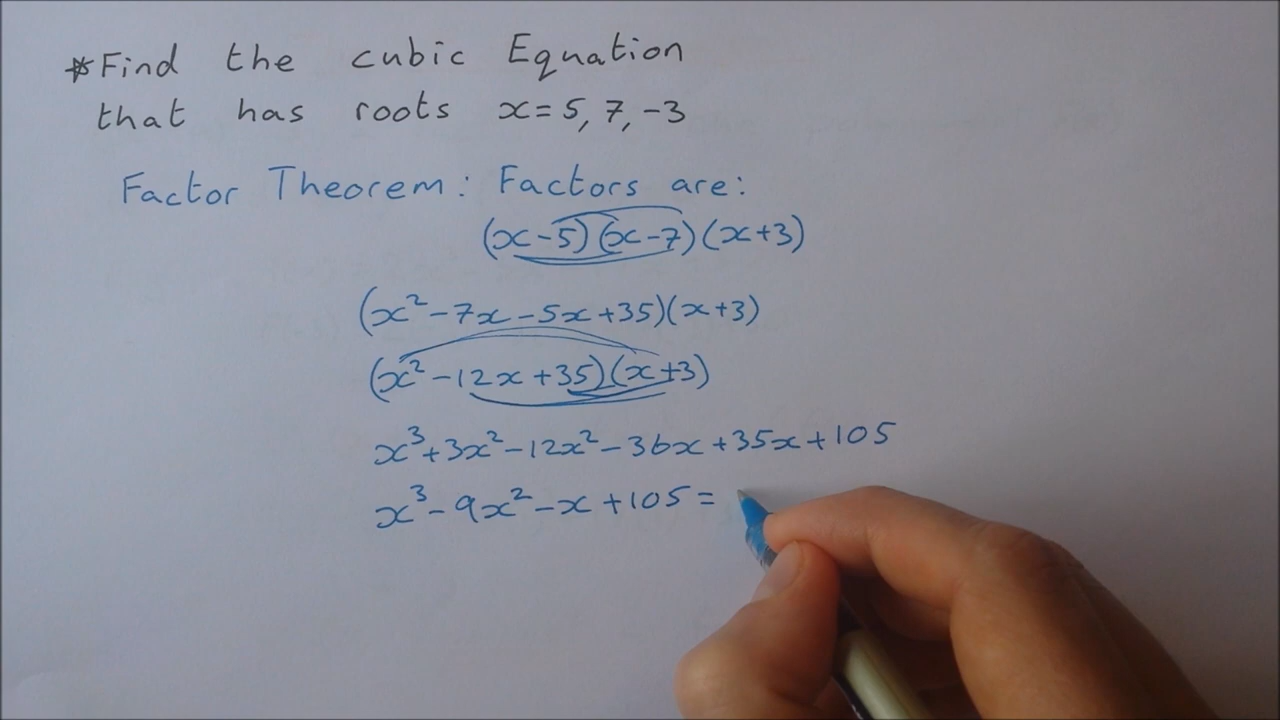 *Find the cubic Equation
that has roots x=5, 7, -3
Factor Theorem: Factors are:
(x-5)(x-7)(x+3)
(x²-7x-5x+35)(x+3)
(x²-12x+35)(x+3)
x³+3x²-12x²-36x+35x+105
x³-9x²-x+105=